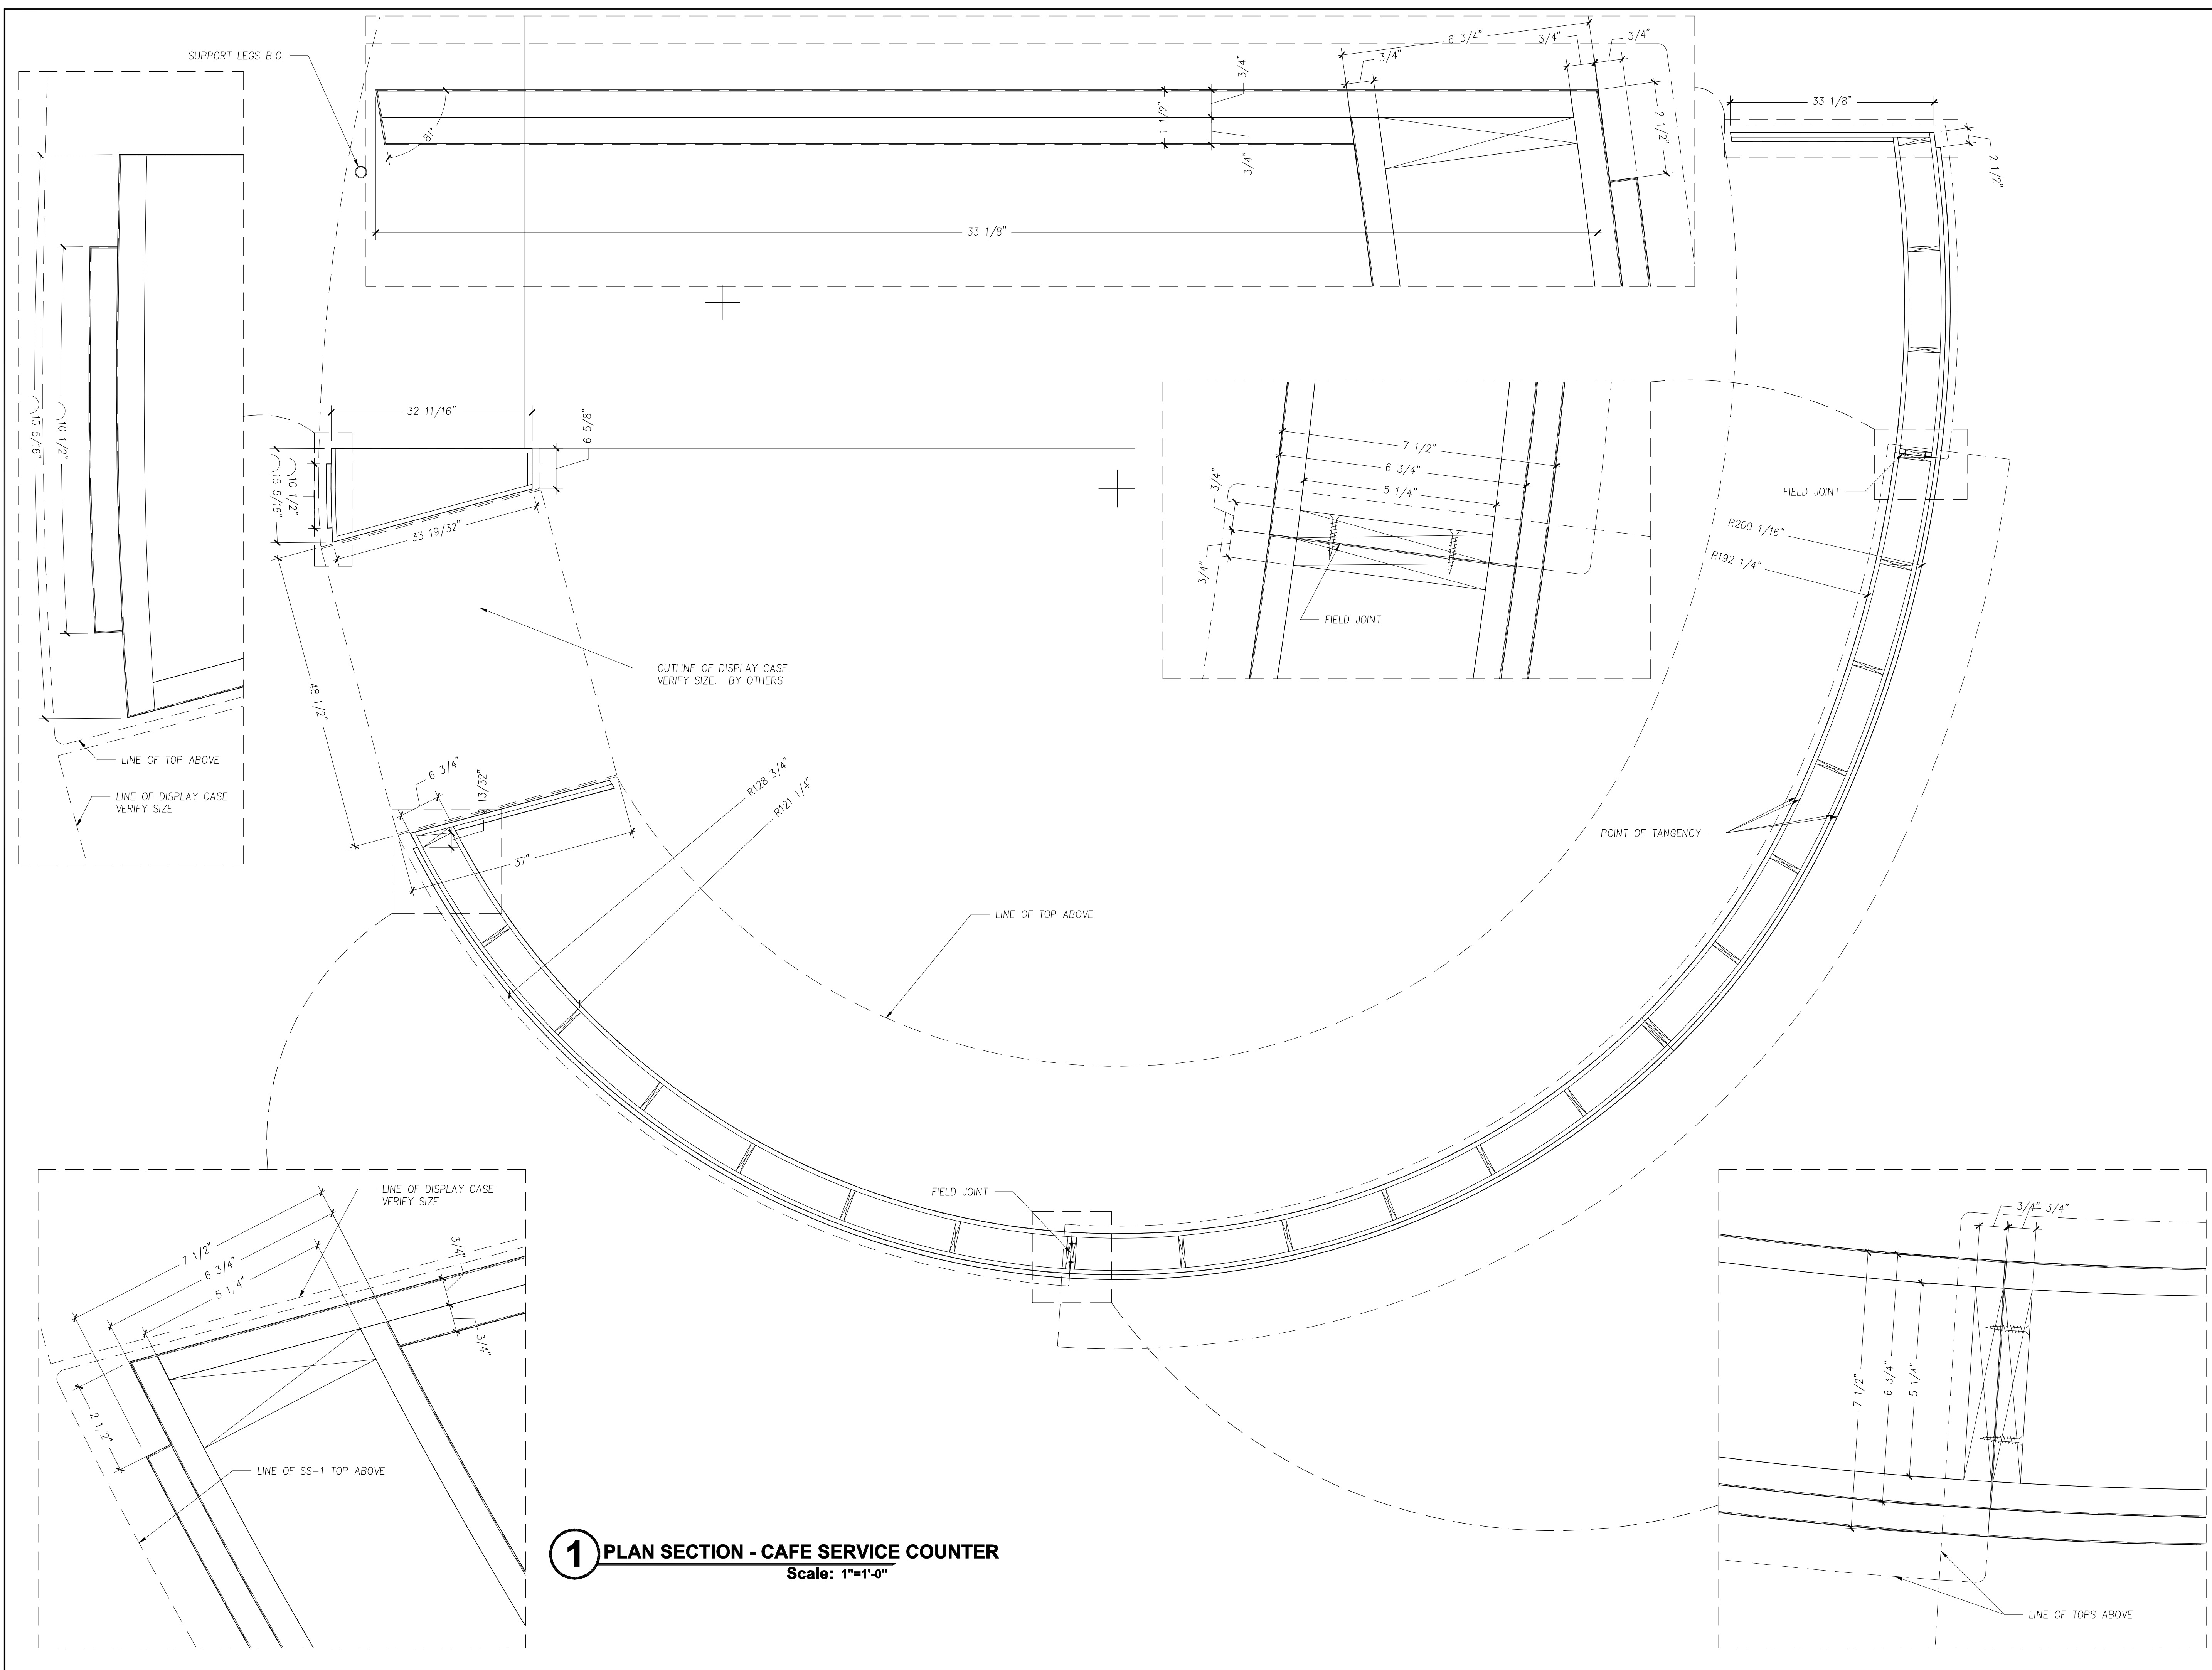 SUPPORT LEGS B.O.
81°
1 1/2"
3/4"
3/4"
33 1/8"
6 3/4"
3/4"
3/4"
3/4"
2 1/2"
33 1/8"
2 1/2"
15 5/16"
10 1/2"
LINE OF TOP ABOVE
LINE OF DISPLAY CASE
VERIFY SIZE
32 11/16"
6 5/8"
15 5/16"
10 1/2"
33 19/32"
48 1/2"
OUTLINE OF DISPLAY CASE
VERIFY SIZE.  BY OTHERS
7 1/2"
6 3/4"
5 1/4"
3/4"
3/4"
FIELD JOINT
FIELD JOINT
R200 1/16"
R192 1/4"
6 3/4"
13/32"
37"
R128 3/4"
R121 1/4"
POINT OF TANGENCY
LINE OF TOP ABOVE
FIELD JOINT
LINE OF DISPLAY CASE
VERIFY SIZE
7 1/2"
6 3/4"
5 1/4"
3/4"
3/4"
2 1/2"
LINE OF SS-1 TOP ABOVE
3/4"
3/4"
7 1/2"
6 3/4"
5 1/4"
LINE OF TOPS ABOVE
1 PLAN SECTION - CAFE SERVICE COUNTER
Scale: 1"=1'-0"